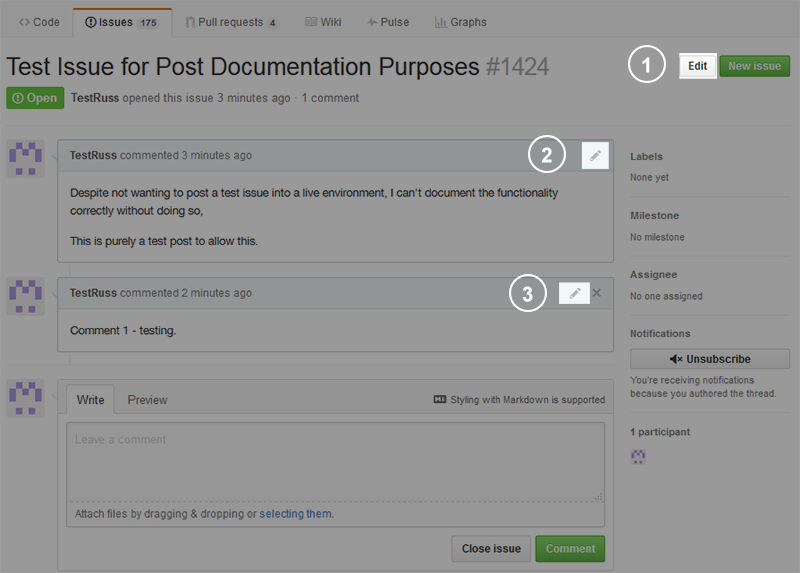 Code Issues 175 Pull requests 4 Wiki Pulse Graphs
Test Issue for Post Documentation Purposes #1424 1 Edit New issue
Open TestRuss opened this issue 3 minutes ago · 1 comment
TestRuss commented 3 minutes ago 2
Despite not wanting to post a test issue into a live environment, I can't document the functionality
correctly without doing so,
This is purely a test post to allow this.
TestRuss commented 2 minutes ago 3
Comment 1 - testing.
Write Preview Styling with Markdown is supported
Leave a comment
Attach files by dragging & dropping or selecting them.
Close issue Comment
Labels
None yet
Milestone
No milestone
Assignee
No one assigned
Notifications
Unsubscribe
You're receiving notifications
because you authored the thread.
1 participant